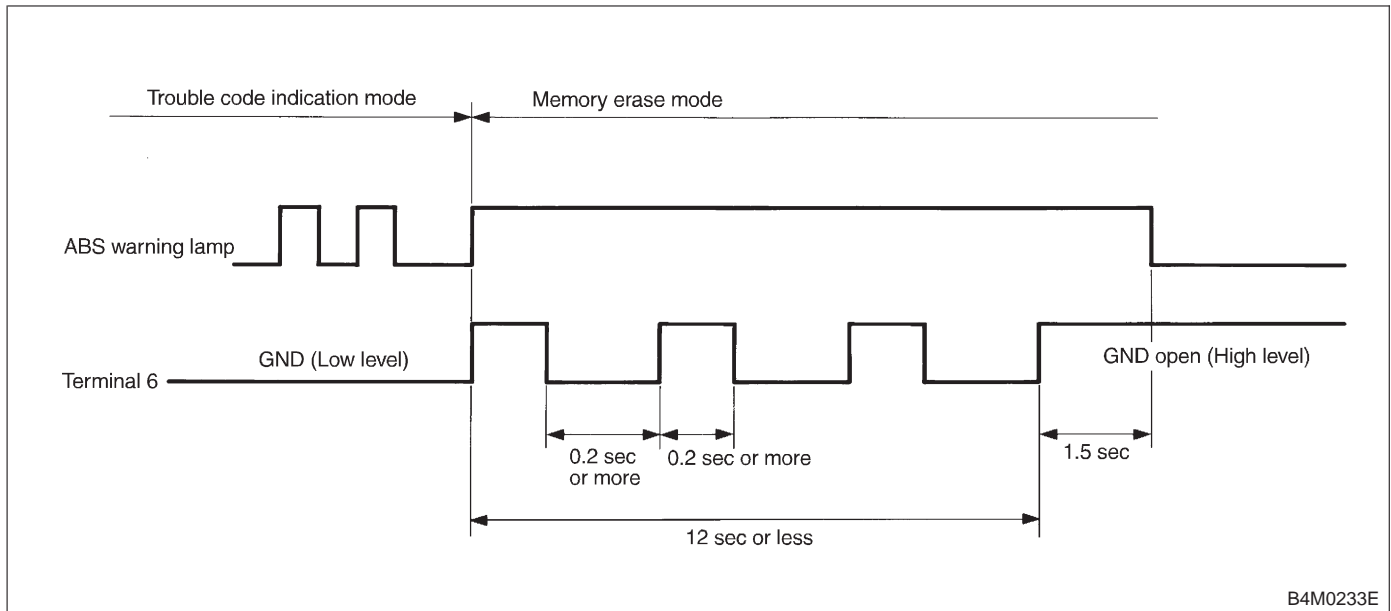 Trouble code indication mode
Memory erase mode
ABS warning lamp
GND (Low level)
GND open (High level)
Terminal 6
0.2 sec
or more
0.2 sec or more
1.5 sec
12 sec or less
B4M0233E